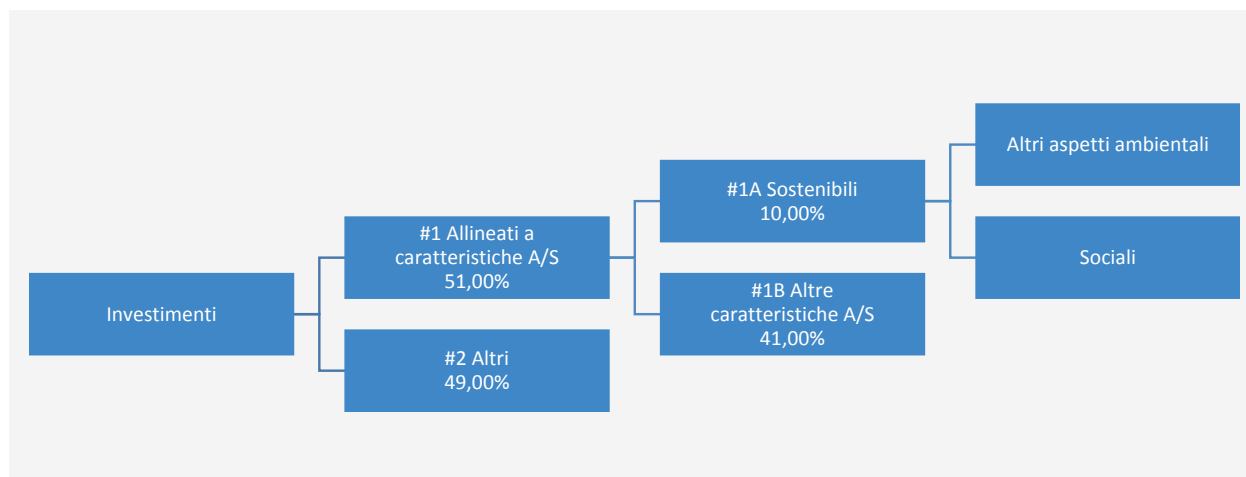 Investimenti
#1 Allineati a
caratteristiche A/S
51,00%
#2 Altri
49,00%
#1A Sostenibili
10,00%
#1B Altre
caratteristiche A/S
41,00%
Altri aspetti ambientali
Sociali